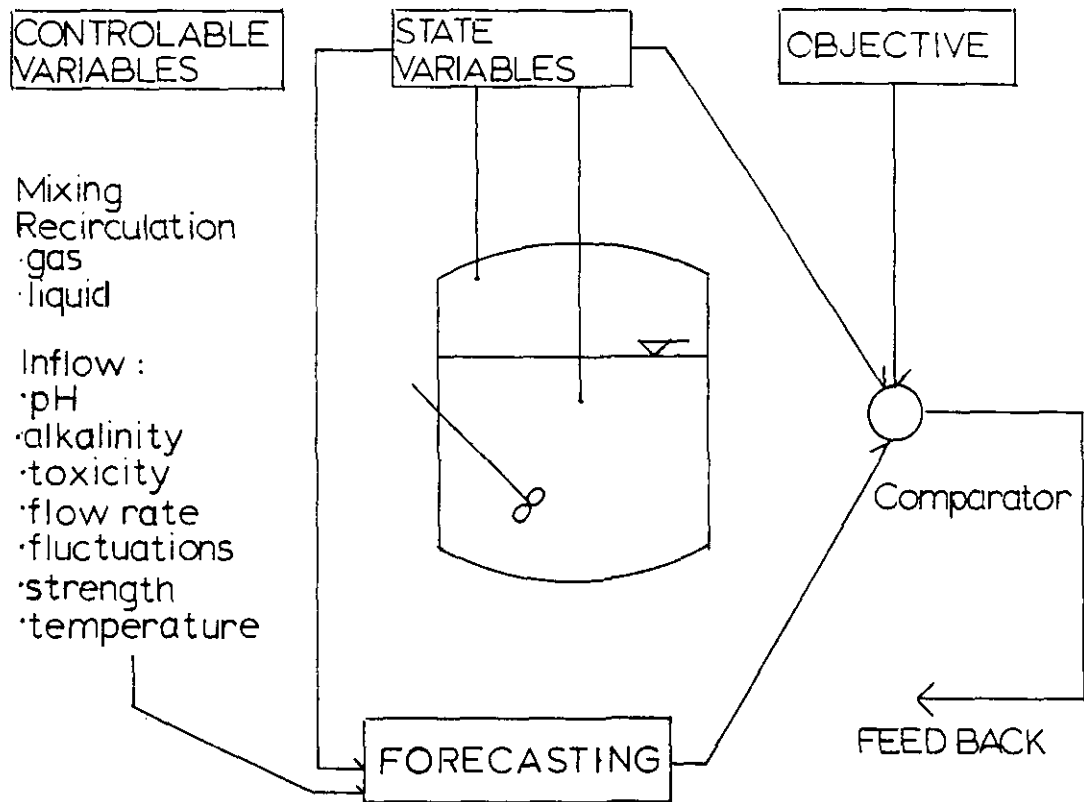 CONTROLABLE
VARIABLES
STATE
VARIABLES
OBJECTIVE
Mixing
Recirculation
·gas
·liquid
Inflow :
·pH
·alkalinity
·toxicity
·flow rate
·fluctuations
·strength
·temperature
Comparator
FORECASTING
FEED BACK